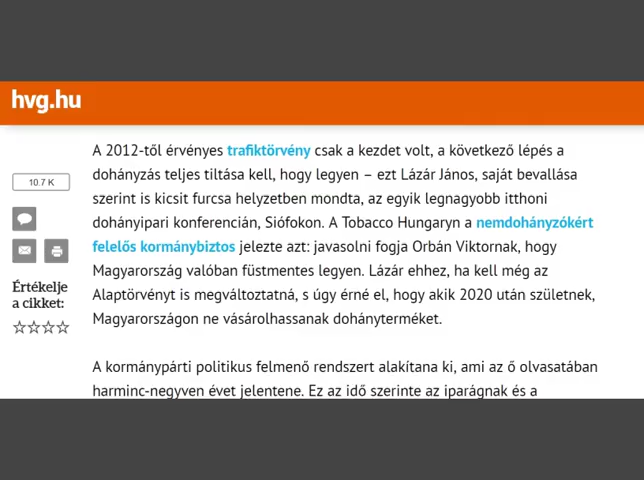 hvg.hu
10.7 K
Értékelje
a cikket:
A 2012-től érvényes trafiktörvény csak a kezdet volt, a következő lépés a
dohányzás teljes tiltása kell, hogy legyen – ezt Lázár János, saját bevallása
szerint is kicsit furcsa helyzetben mondta, az egyik legnagyobb itthoni
dohányipari konferencián, Siófokon. A Tobacco Hungaryn a nemdohányzókért
felelős kormánybiztos jelezte azt: javasolni fogja Orbán Viktornak, hogy
Magyarország valóban füstmentes legyen. Lázár ehhez, ha kell még az
Alaptörvényt is megváltoztatná, s úgy érné el, hogy akik 2020 után születnek,
Magyarországon ne vásárolhassanak dohányterméket.
A kormánypárti politikus felmenő rendszert alakítana ki, ami az ő olvasatában
harminc-negyven évet jelentene. Ez az idő szerinte az iparágnak és a